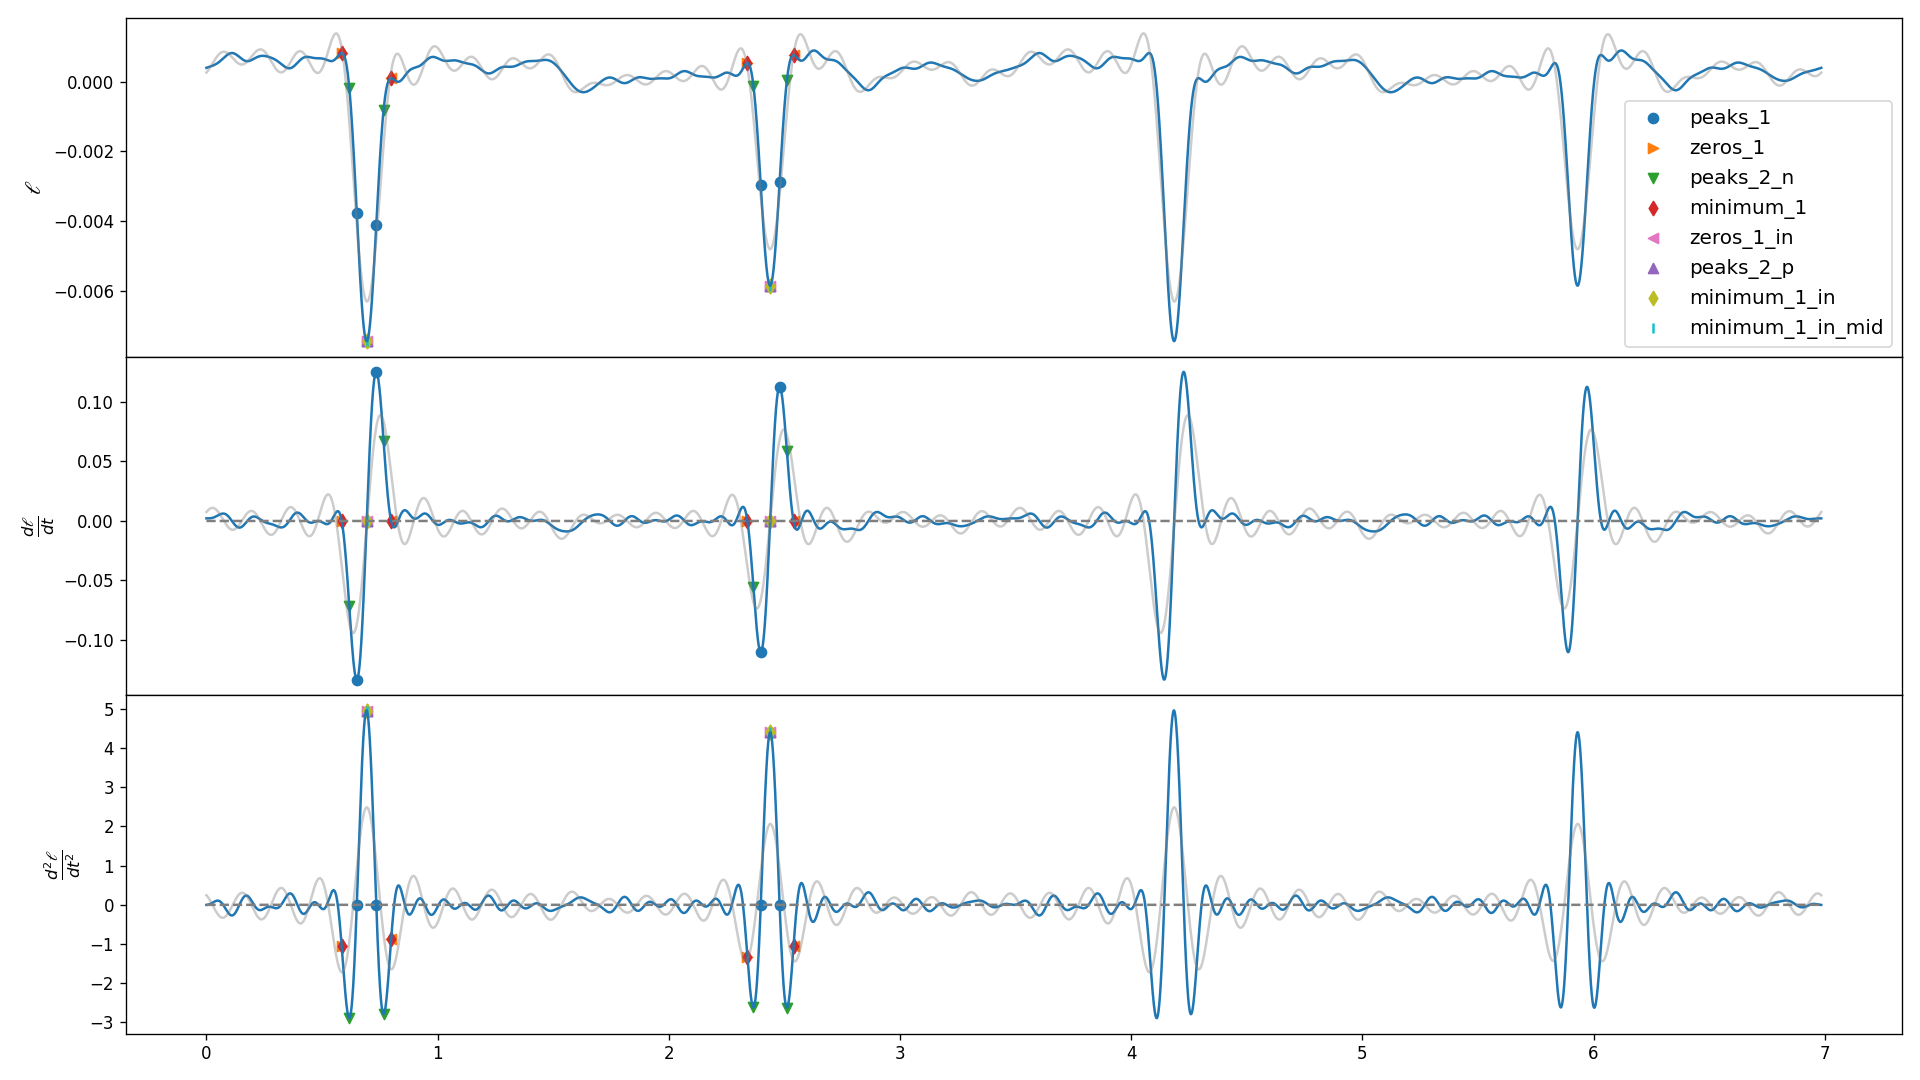 0.000
−0.002
−0.004
−0.006
ℓ
peaks_1
zeros_1
peaks_2_n
minimum_1
zeros_1_in
peaks_2_p
minimum_1_in
minimum_1_in_mid
0.10
0.05
0.00
−0.05
−0.10
dℓ
dt
5
4
3
2
1
0
−1
−2
−3
d²ℓ
dt²
0 1 2 3 4 5 6 7